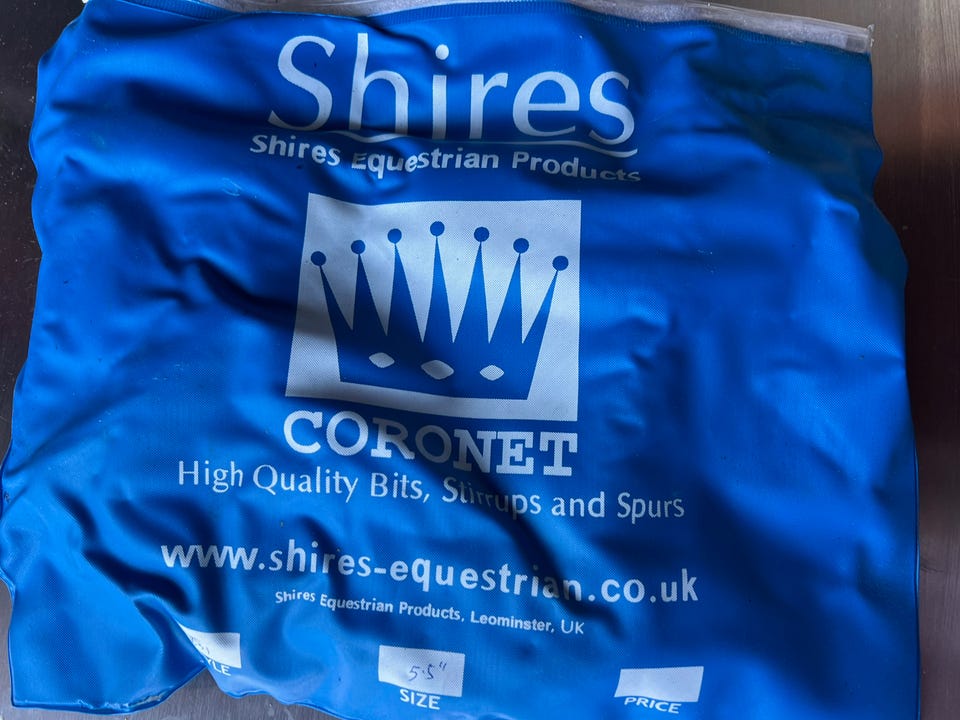 Shires
Shires Equestrian Products
CORONET
High Quality Bits, Stirrups and Spurs
www.shires-equestrian.co.uk
Shires Equestrian Products, Leominster, UK
5.5"
SIZE
PRICE